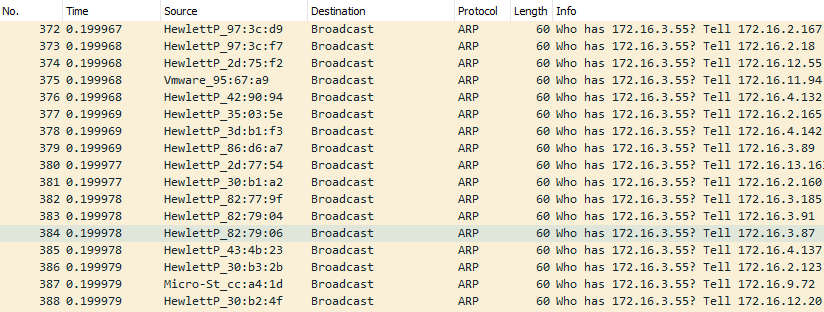 No. Time Source Destination Protocol Length Info
372 0.199967 HewlettP_97:3c:d9 Broadcast ARP 60 Who has 172.16.3.55? Tell 172.16.2.167
373 0.199968 HewlettP_97:3c:f7 Broadcast ARP 60 Who has 172.16.3.55? Tell 172.16.2.18
374 0.199968 HewlettP_2d:75:f2 Broadcast ARP 60 Who has 172.16.3.55? Tell 172.16.12.55
375 0.199968 Vmware_95:67:a9 Broadcast ARP 60 Who has 172.16.3.55? Tell 172.16.11.94
376 0.199968 HewlettP_42:90:94 Broadcast ARP 60 Who has 172.16.3.55? Tell 172.16.4.132
377 0.199969 HewlettP_35:03:5e Broadcast ARP 60 Who has 172.16.3.55? Tell 172.16.2.165
378 0.199969 HewlettP_3d:b1:f3 Broadcast ARP 60 Who has 172.16.3.55? Tell 172.16.4.142
379 0.199969 HewlettP_86:d6:a7 Broadcast ARP 60 Who has 172.16.3.55? Tell 172.16.3.89
380 0.199977 HewlettP_2d:77:54 Broadcast ARP 60 Who has 172.16.3.55? Tell
381 0.199977 HewlettP_30:b1:a2 Broadcast ARP 60 Who has 172.16.3.55? Tell 172.16.2.160
382 0.199978 HewlettP_82:77:9f Broadcast ARP 60 Who has 172.16.3.55? Tell 172.16.3.185
383 0.199978 HewlettP_82:79:04 Broadcast ARP 60 Who has 172.16.3.55? Tell 172.16.3.91
384 0.199978 HewlettP_82:79:06 Broadcast ARP 60 Who has 172.16.3.55? Tell 172.16.3.87
385 0.199978 HewlettP_43:4b:23 Broadcast ARP 60 Who has 172.16.3.55? Tell 172.16.4.137
386 0.199979 HewlettP_30:b3:2b Broadcast ARP 60 Who has 172.16.3.55? Tell 172.16.2.123
387 0.199979 Micro-St_cc:a4:1d Broadcast ARP 60 Who has 172.16.3.55? Tell 172.16.9.72
388 0.199979 HewlettP_30:b2:4f Broadcast ARP 60 Who has 172.16.3.55? Tell 172.16.12.20